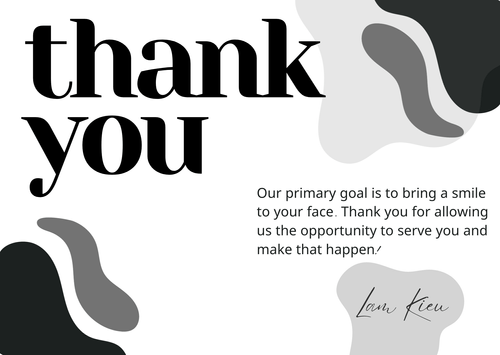 thank
you
Our primary goal is to bring a smile
to your face. Thank you for allowing
us the opportunity to serve you and
make that happen!
Lam Kieu